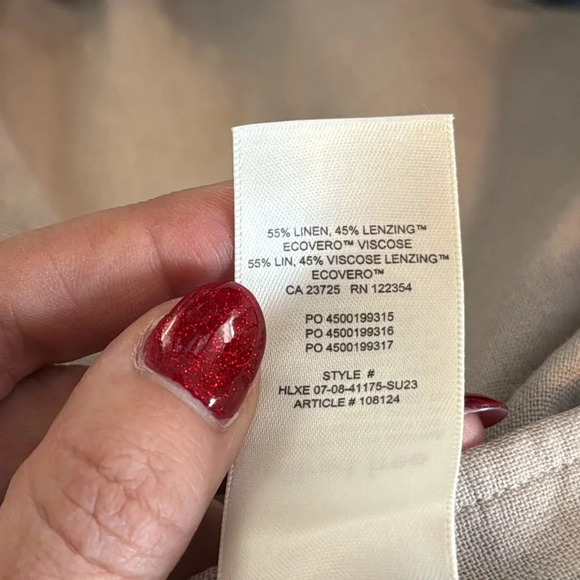 55% LINEN, 45% LENZING™
ECOVERO™ VISCOSE
55% LIN, 45% VISCOSE LENZING™
ECOVERO™
CA 23725 RN 122354
PO 4500199315
PO 4500199316
PO 4500199317
STYLE #
HLXE 07-08-41175-SU23
ARTICLE # 108124